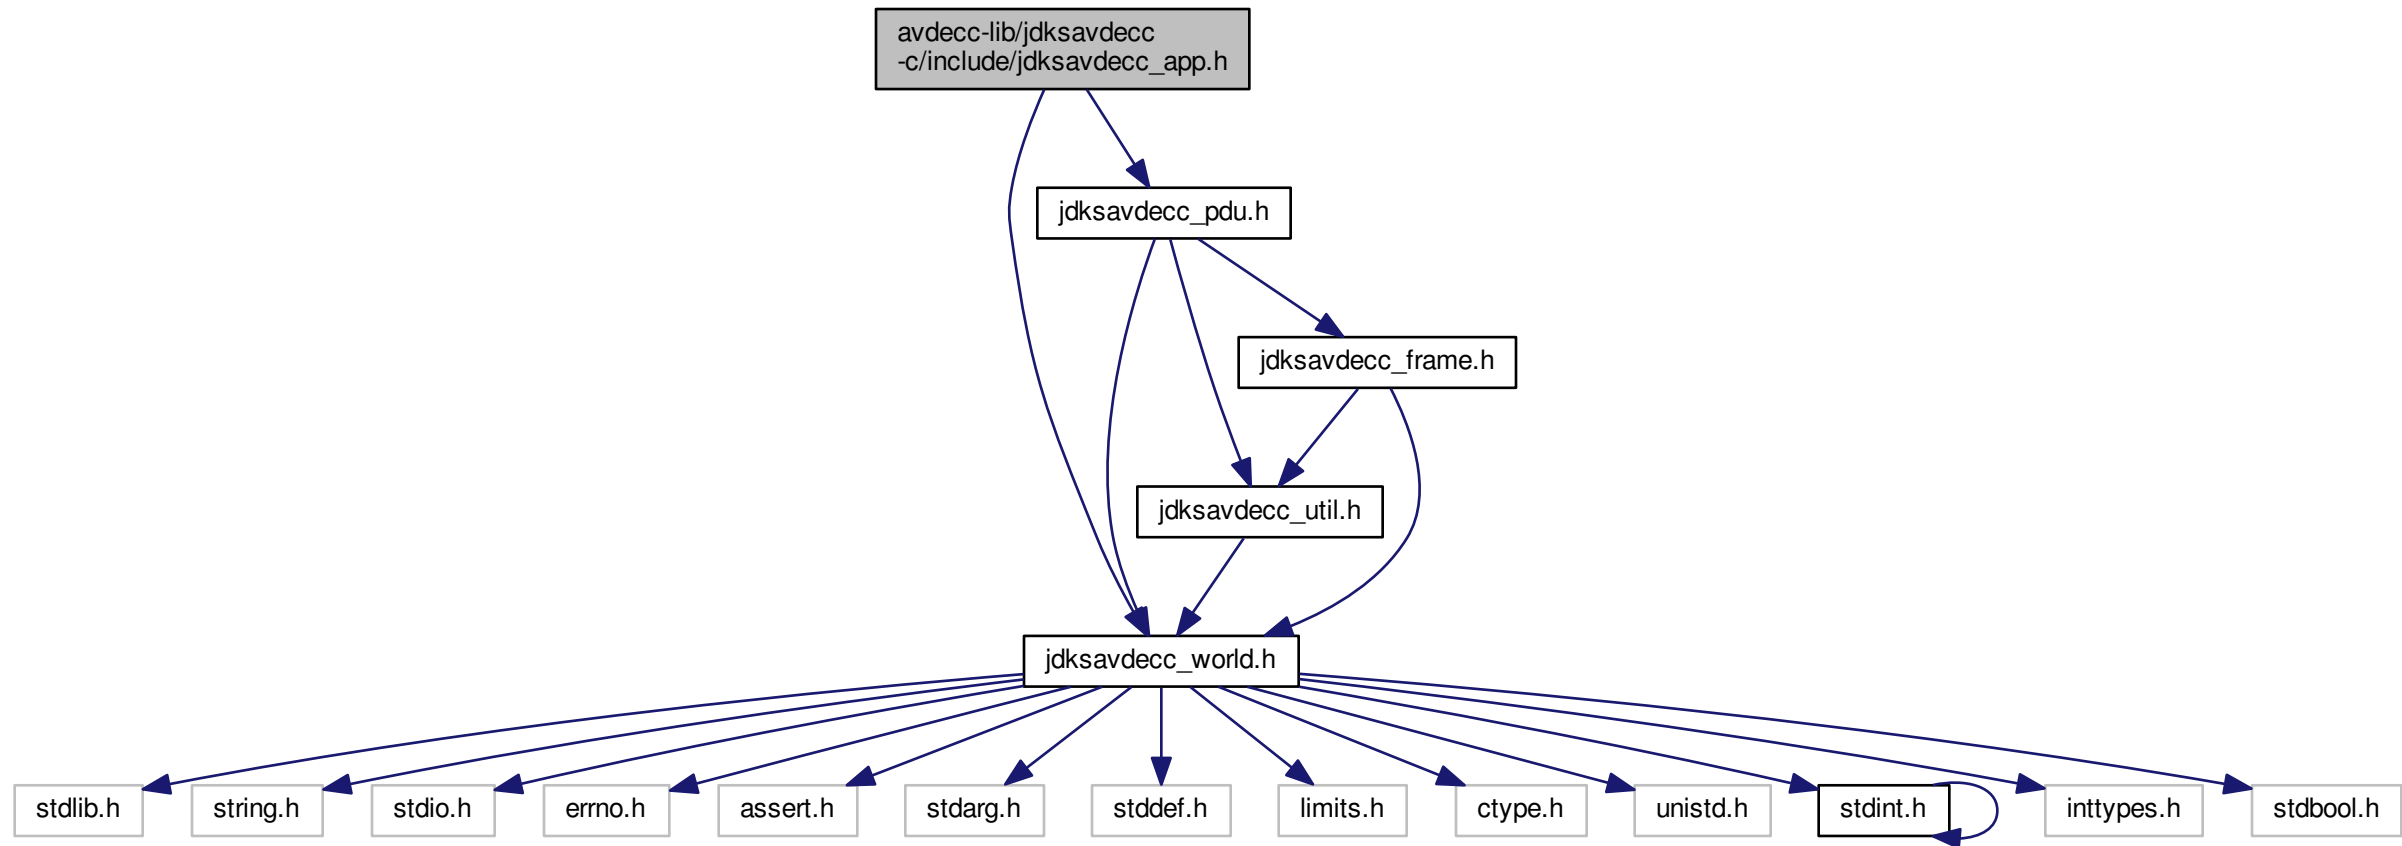 avdecc-lib/jdksavdecc
-c/include/jdksavdecc_app.h
jdksavdecc_pdu.h
jdksavdecc_frame.h
jdksavdecc_util.h
jdksavdecc_world.h
stdlib.h
string.h
stdio.h
errno.h
assert.h
stdarg.h
stddef.h
limits.h
ctype.h
unistd.h
stdint.h
inttypes.h
stdbool.h